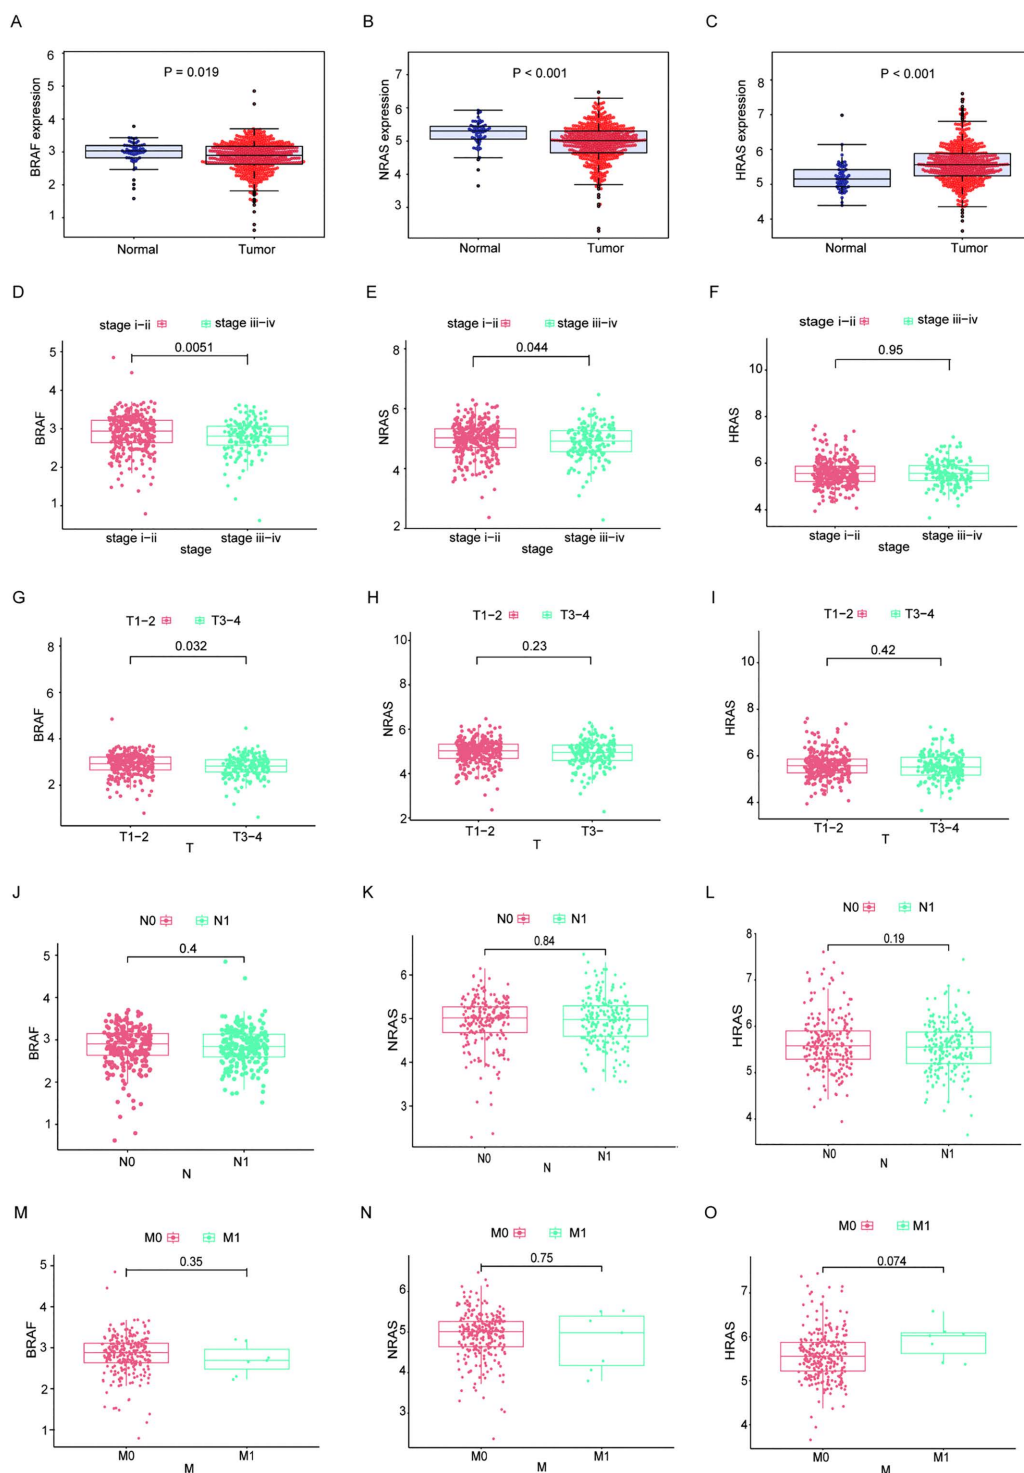 A
B
C
BRAF expression
6
5
4
3
2
1
P = 0.019
Normal
Tumor
NRAS expression
7
6
5
4
3
P < 0.001
Normal
Tumor
HRAS expression
8
7
6
5
4
P < 0.001
Normal
Tumor
D
stage i−ii
stage iii−iv
BRAF
5
4
3
2
1
0.0051
stage i−ii
stage iii−iv
stage
E
stage i−ii
stage iii−iv
NRAS
8
6
4
2
0.044
stage i−ii
stage iii−iv
stage
F
stage i−ii
stage iii−iv
HRAS
10
8
6
4
0.95
stage i−ii
stage iii−iv
stage
G
T1−2
T3−4
BRAF
8
6
4
2
0.032
T1−2
T3−4
T
H
T1−2
T3−4
NRAS
10
8
6
4
2
0.23
T1−2
T3−
T
I
T1−2
T3−4
HRAS
10
8
6
4
0.42
T1−2
T3−4
T
J
N0
N1
BRAF
5
4
3
2
1
0.4
N0
N1
N
K
N0
N1
NRAS
6
5
4
3
0.84
N0
N1
N
L
N0
N1
HRAS
8
7
6
5
4
0.19
N0
N1
N
M
M0
M1
BRAF
5
4
3
2
1
0.35
M0
M1
M
N
M0
M1
NRAS
6
5
4
3
0.75
M0
M1
M
O
M0
M1
HRAS
7
6
5
4
0.074
M0
M1
M